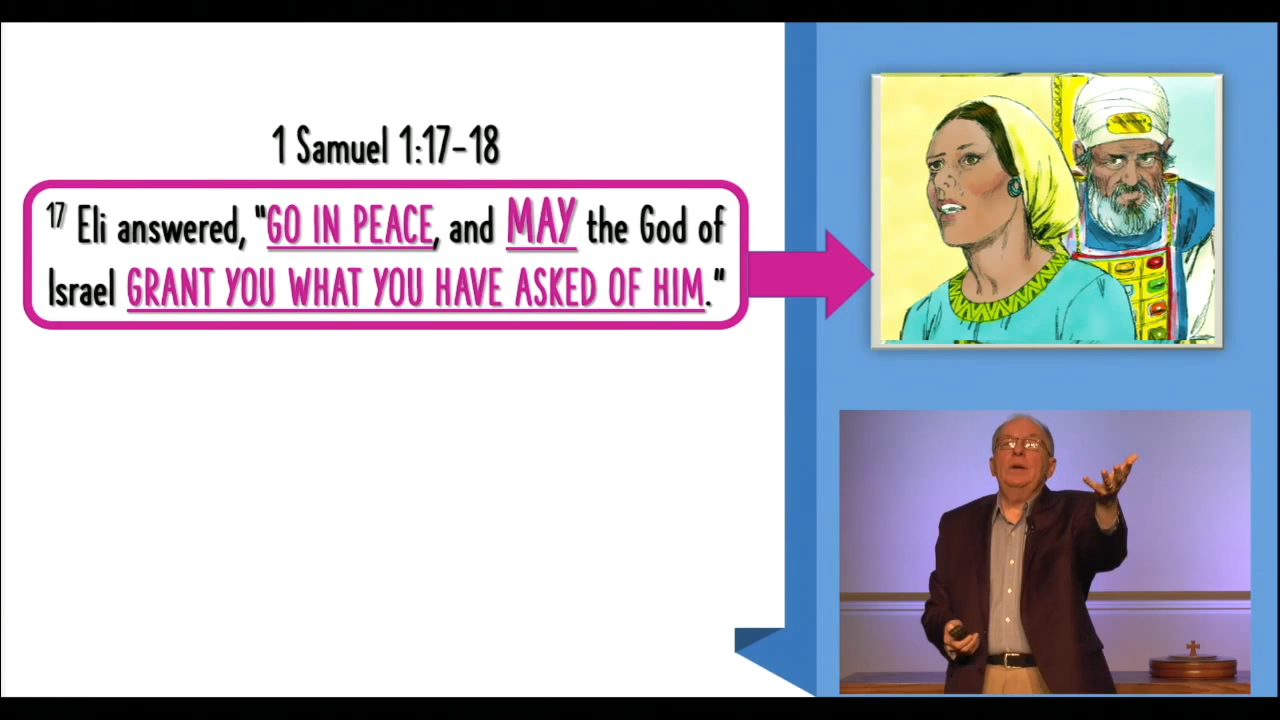 1 Samuel 1:17-18
17 Eli answered, "GO IN PEACE, and MAY the God of
Israel GRANT YOU WHAT YOU HAVE ASKED OF HIM."